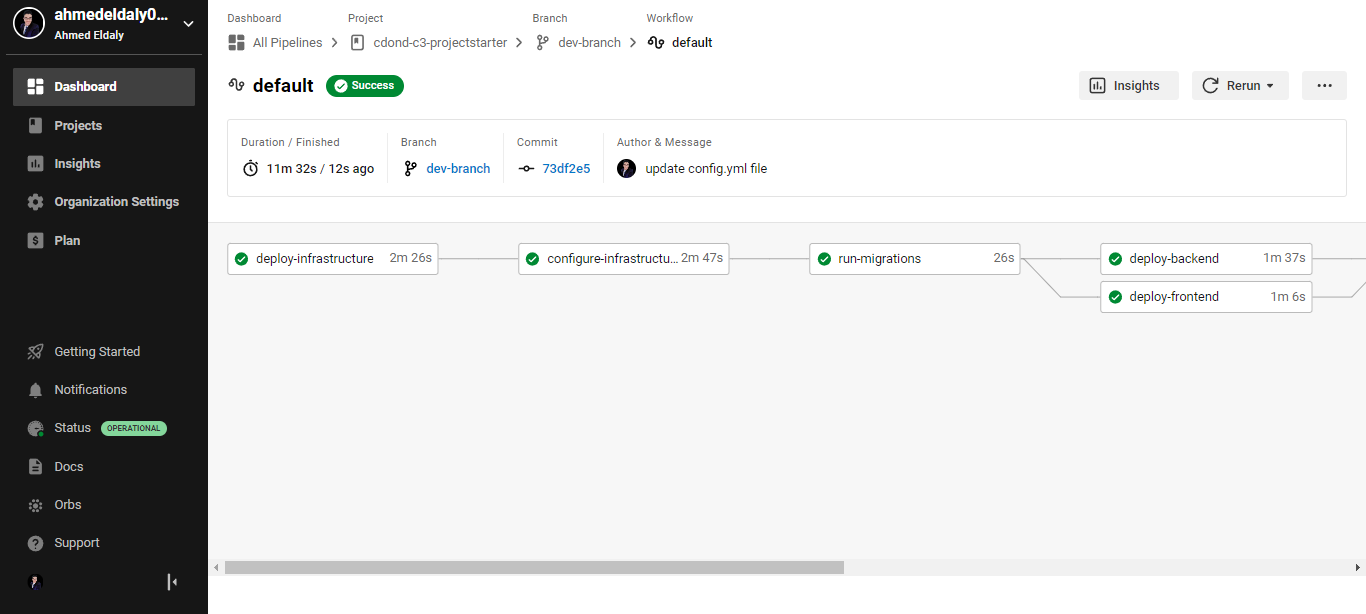 ahmedeldaly0...
Ahmed Eldaly
Dashboard
Projects
Insights
Organization Settings
Plan
Getting Started
Notifications
Status OPERATIONAL
Docs
Orbs
Support
Dashboard Project Branch Workflow
All Pipelines cdond-c3-projectstarter dev-branch default
default Success Insights Rerun
Duration / Finished Branch Commit Author & Message
11m 32s / 12s ago dev-branch 73df2e5 update config.yml file
deploy-infrastructure 2m 26s configure-infrastructu... 2m 47s run-migrations 26s deploy-backend 1m 37s
deploy-frontend 1m 6s